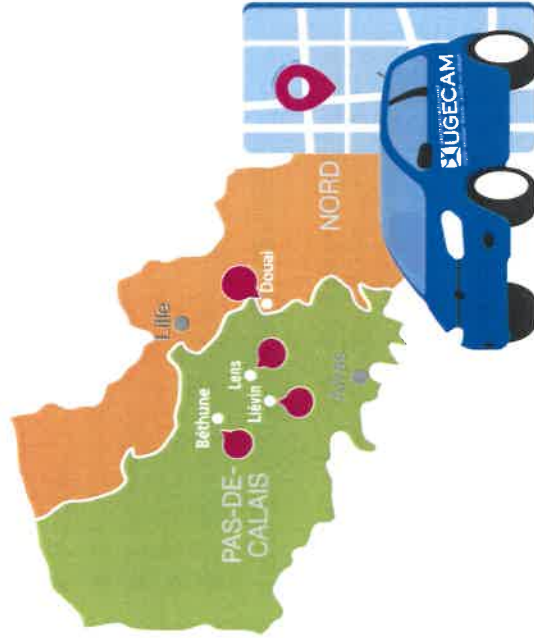 Lille
NORD
Douai
Béthune
Lens
Liévin
PAS-DE-
CALAIS
Arras
UGECAM